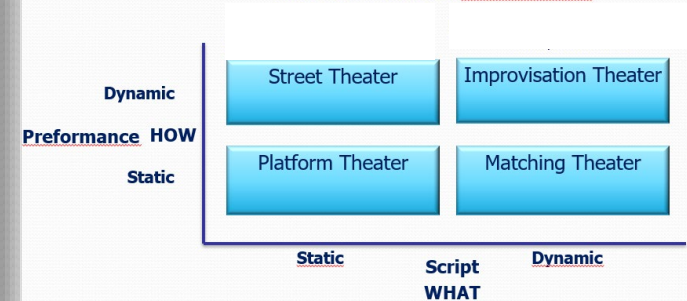 Street Theater
Improvisation Theater
Dynamic
Preformance HOW
Platform Theater
Matching Theater
Static
Static
Dynamic
Script
WHAT